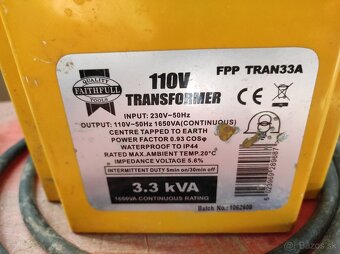 QUALITY
FAITHFULL
TOOLS
110V
TRANSFORMER
FPP TRAN33A
CE
INPUT: 230V~50Hz
OUTPUT: 110V~50Hz 1650VA(CONTINUOUS)
CENTRE TAPPED TO EARTH
POWER FACTOR 0.93 COSφ
WATERPROOF TO IP44
RATED MAX.AMBIENT TEMP.20°C
IMPEDANCE VOLTAGE 5.6%
INTERMITTENT DUTY 5min on/30min off
3.3 kVA
1650VA CONTINUOUS RATING
Batch No.:
bazos.sk